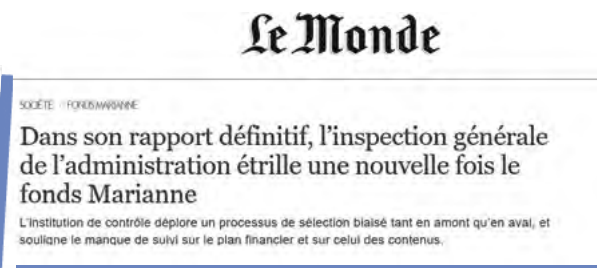 Le Monde
SOCIÉTÉ FONDS MARIANNE
Dans son rapport définitif, l'inspection générale
de l'administration étrille une nouvelle fois le
fonds Marianne
L'institution de contrôle déplore un processus de sélection biaisé tant en amont qu'en aval, et
souligne le manque de suivi sur le plan financier et sur celui des contenus.